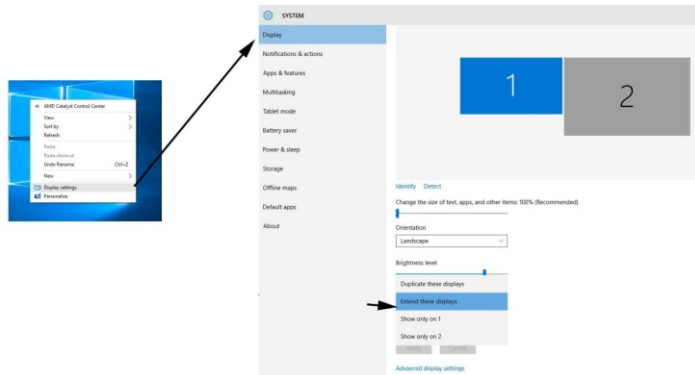 AMD Catalyst Control Center
View
Sort by
Refresh
Paste
Paste shortcut
Undo Rename Ctrl+Z
New
Display settings
Personalize
SYSTEM
Display
Notifications & actions
Apps & features
Multitasking
Tablet mode
Battery saver
Power & sleep
Storage
Offline maps
Default apps
About
1
2
Identify Detect
Change the size of text, apps, and other items: 100% (Recommended)
Orientation
Landscape
Brightness level
Duplicate these displays
Extend these displays
Show only on 1
Show only on 2
Apply Cancel
Advanced display settings